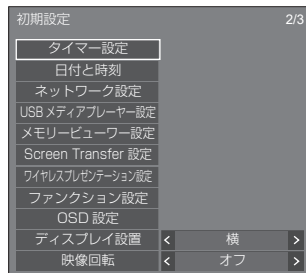 初期設定 2/3
タイマー設定
日付と時刻
ネットワーク設定
USB メディアプレーヤー設定
メモリービューワー設定
Screen Transfer 設定
ワイヤレスプレゼンテーション設定
ファンクション設定
OSD 設定
ディスプレイ設置 < 横 >
映像回転 < オフ >